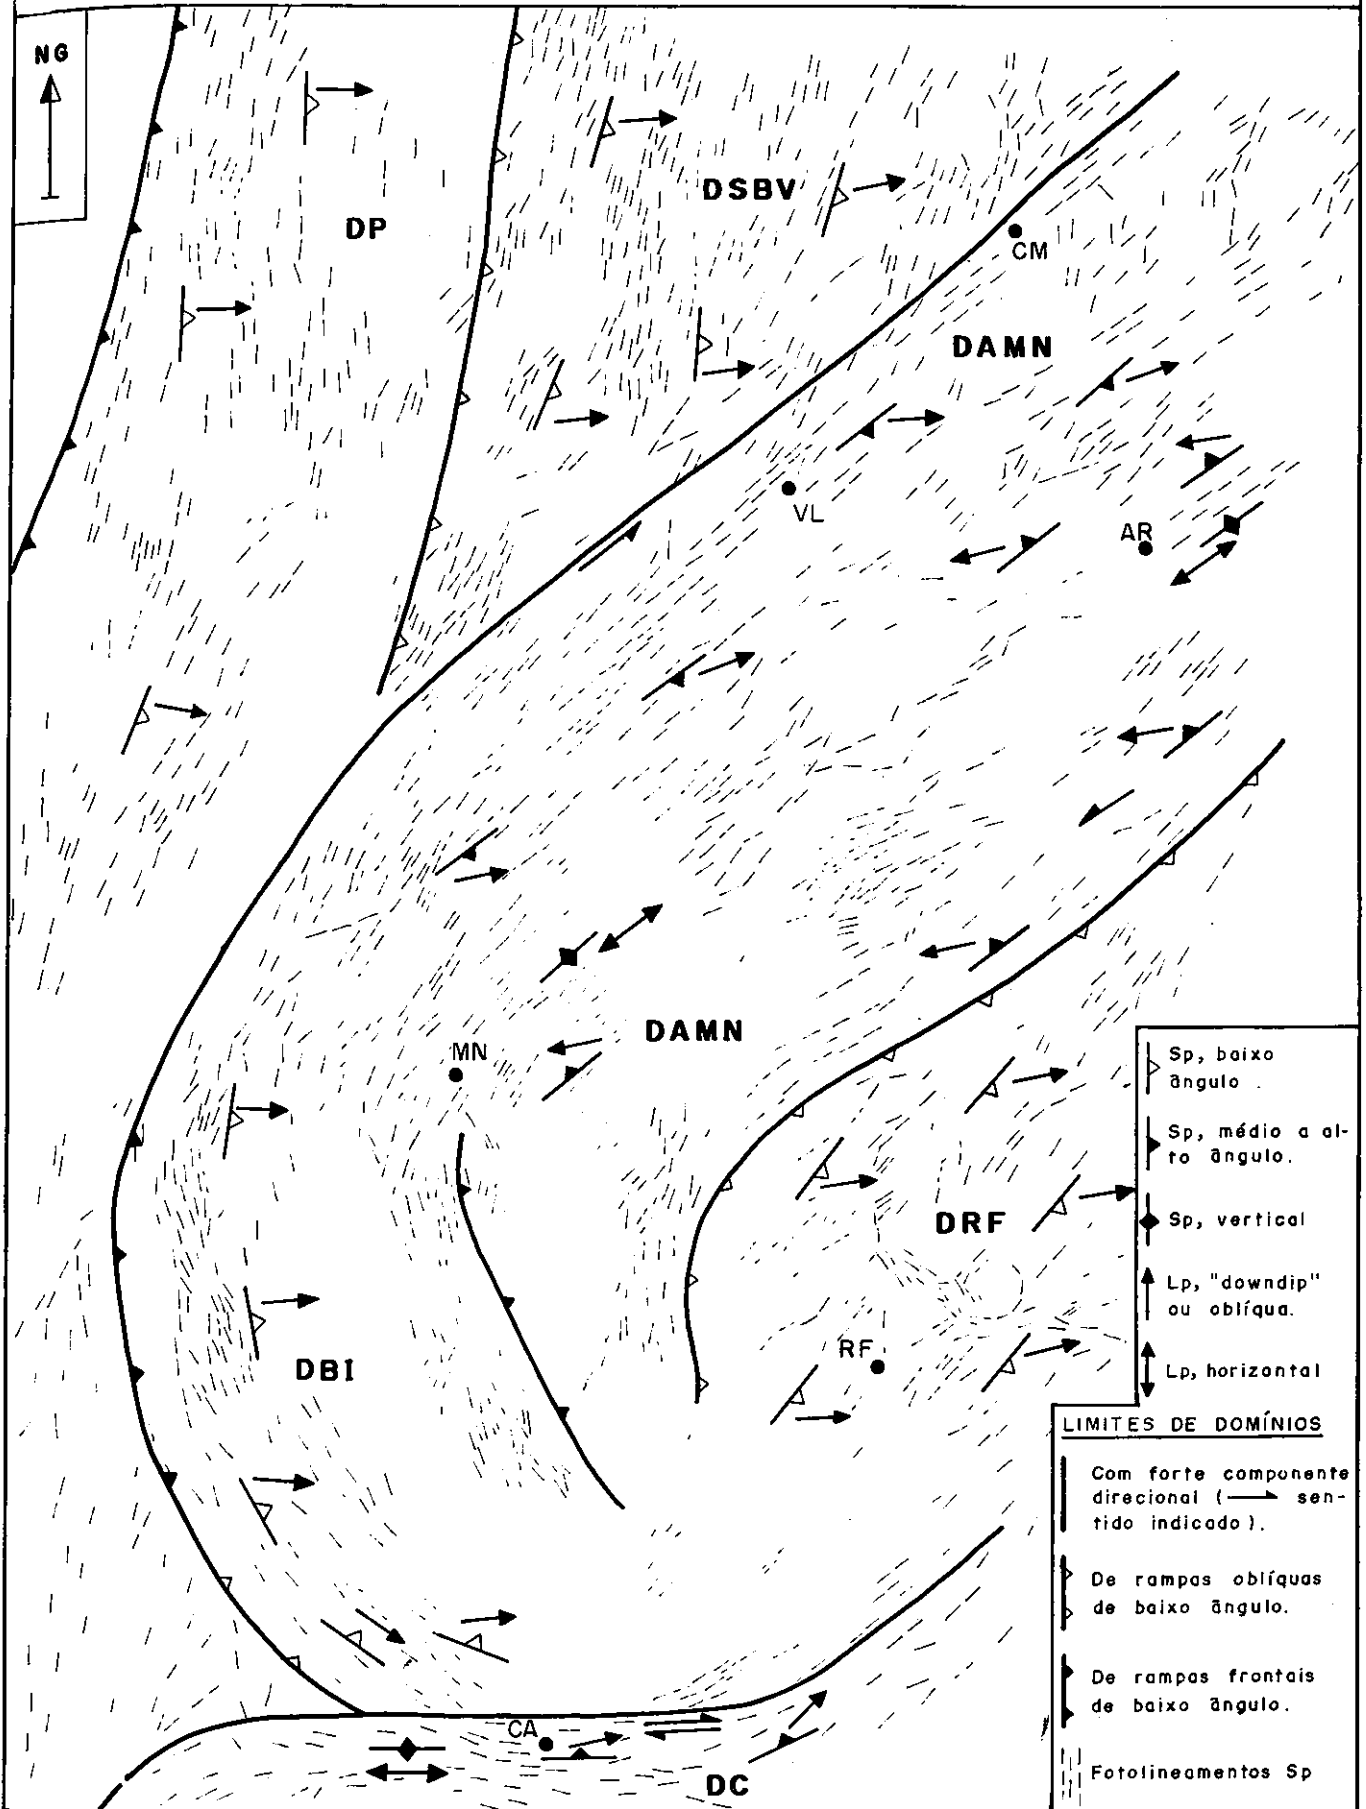 NG
DP
DSBV
CM
DAMN
VL
AR
DAMN
MN
DRF
RF
DBI
CA
DC
Sp, baixo
ângulo .
Sp, médio a al-
to ângulo.
Sp, vertical
Lp, "downdip"
ou oblíqua.
Lp, horizontal
LIMITES DE DOMÍNIOS
Com forte componente
direcional ( sen-
tido indicado ).
De rampas oblíquas
de baixo ângulo.
De rampas frontais
de baixo ângulo.
Fotolineamentos Sp